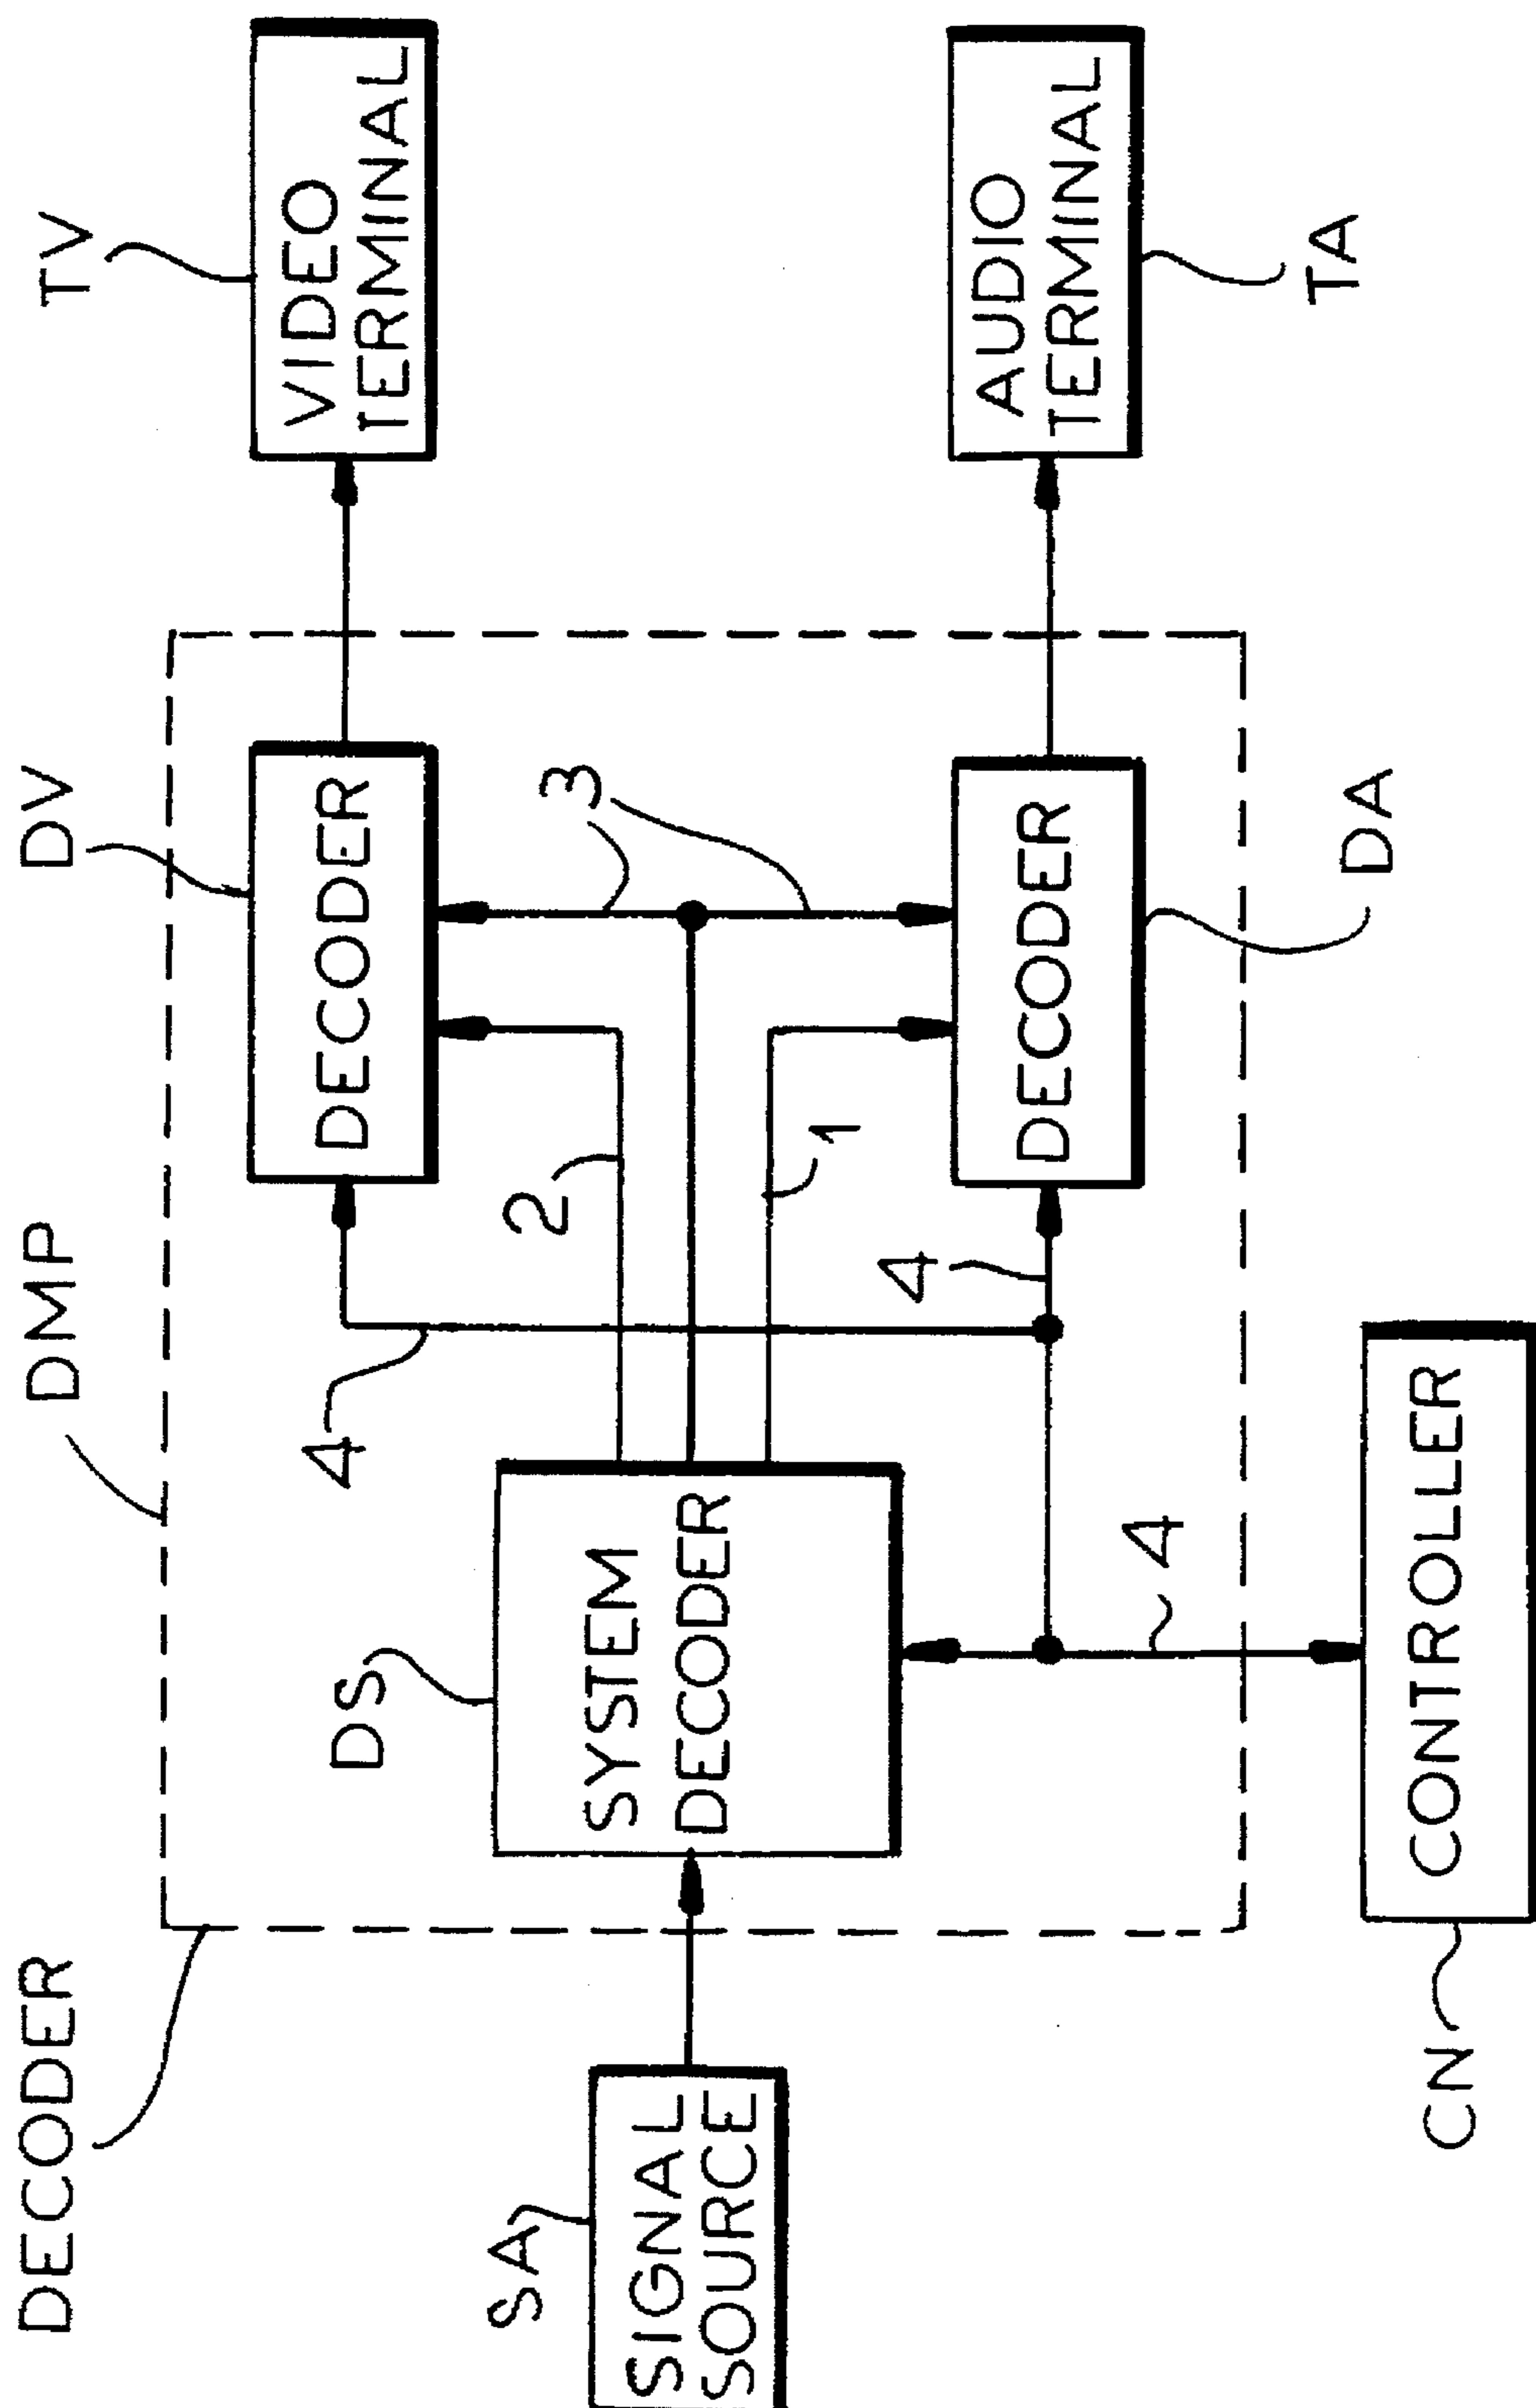 DECODER
DMP
DV
TV
SA
SIGNAL
SOURCE
DS
SYSTEM
DECODER
4
2
1
3
4
4
DECODER
VIDEO
TERMINAL
DECODER
AUDIO
TERMINAL
DA
TA
CN
CONTROLLER